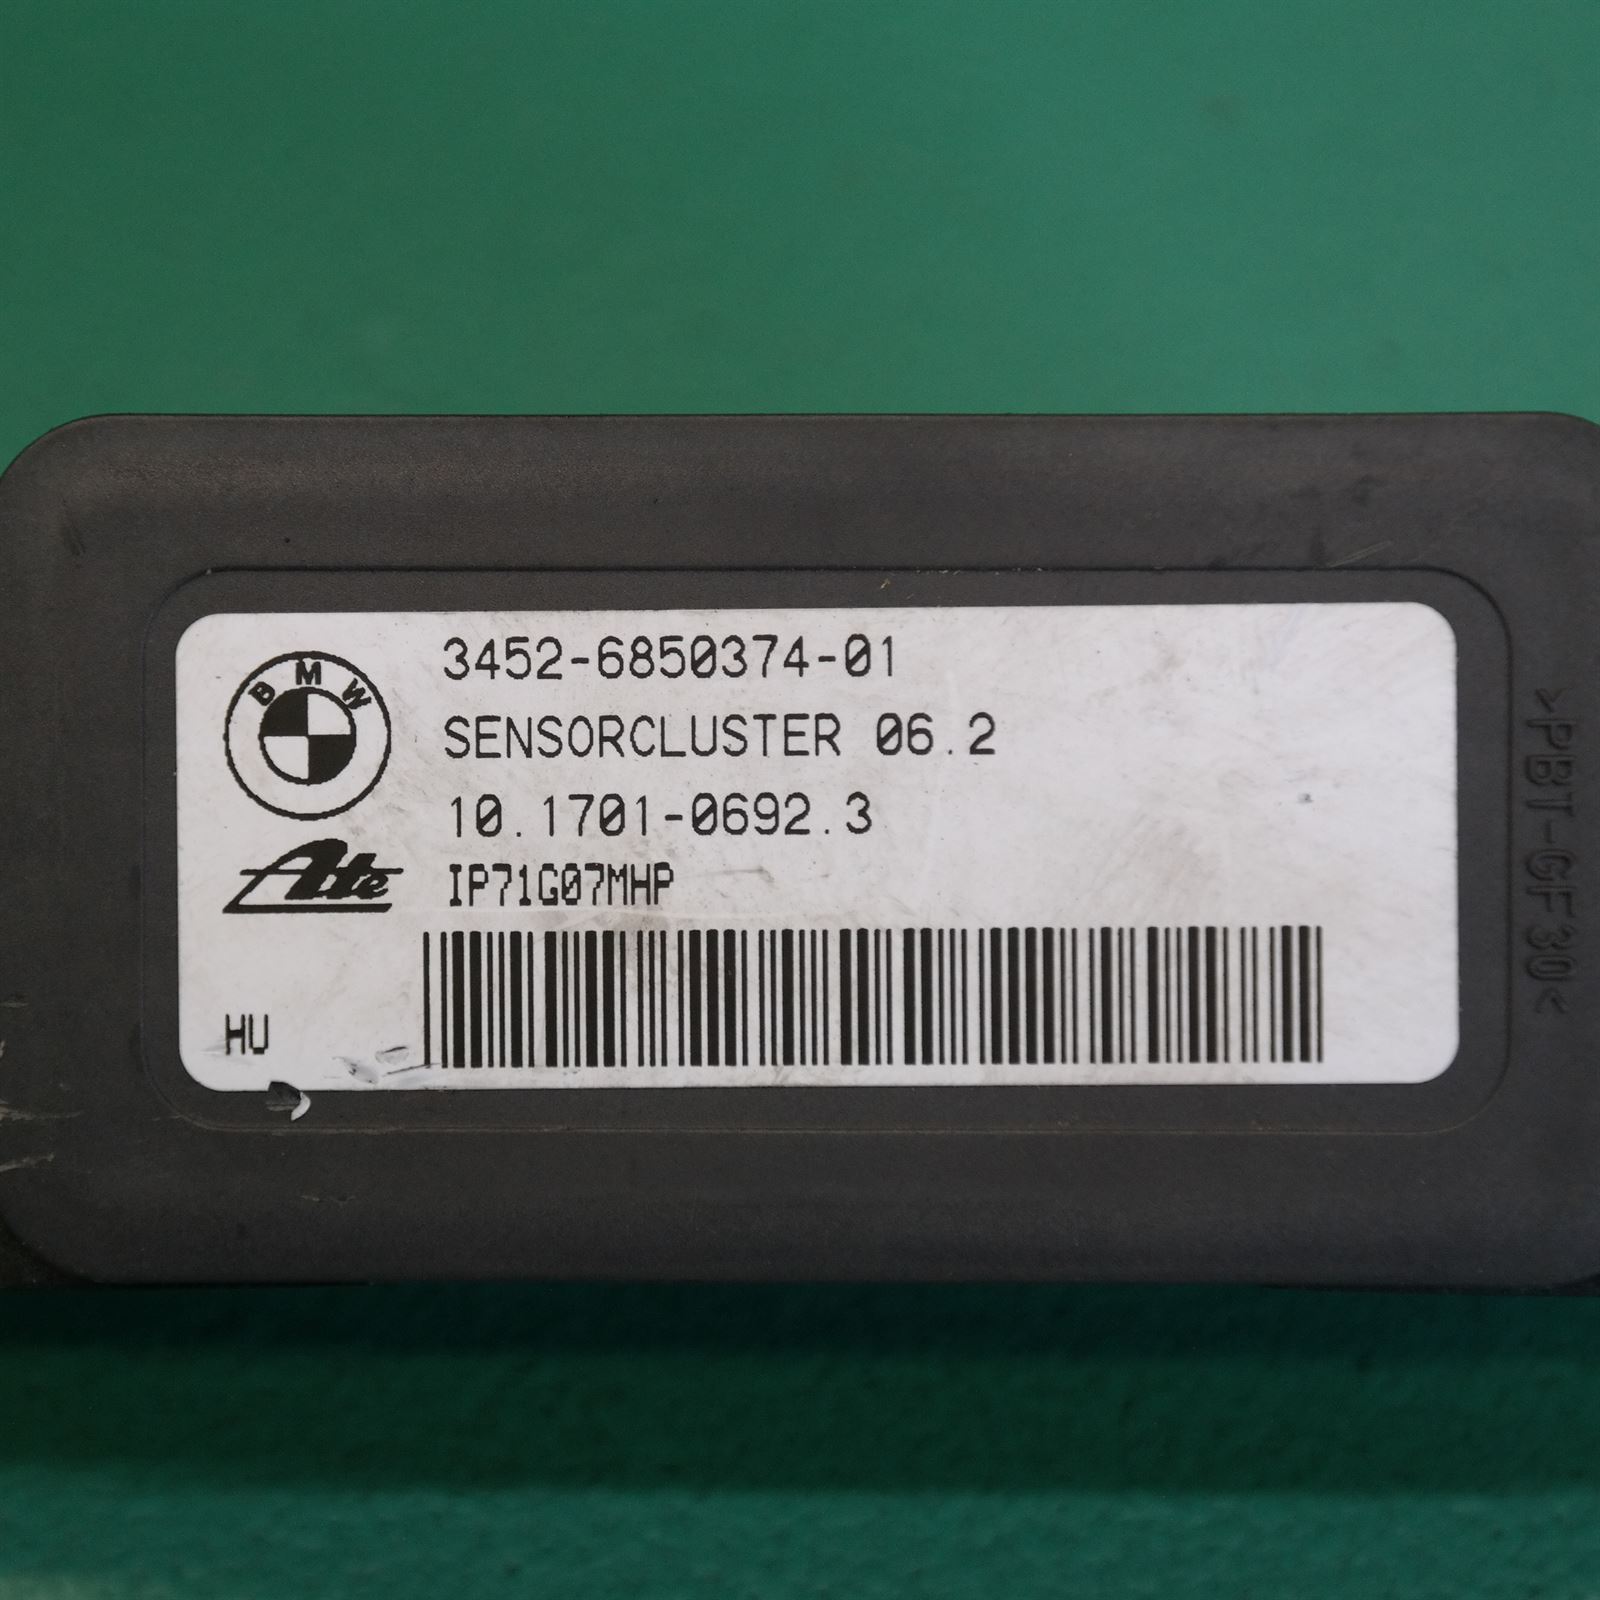 3452-6850374-01
BMW
SENSORCLUSTER 06.2
10.1701-0692.3
Ate
IP71G07MHP
HU
>PBT-GF30<